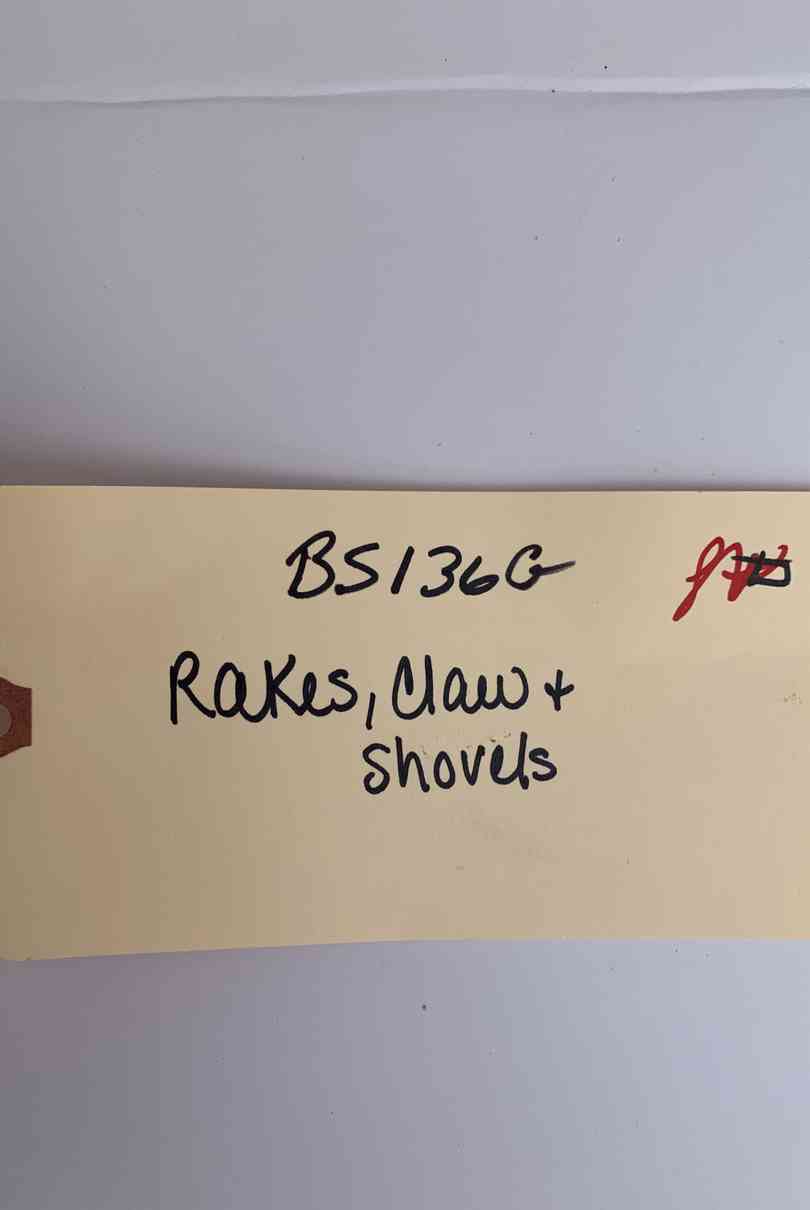 BS136G
Rakes, Claw +
Shovels